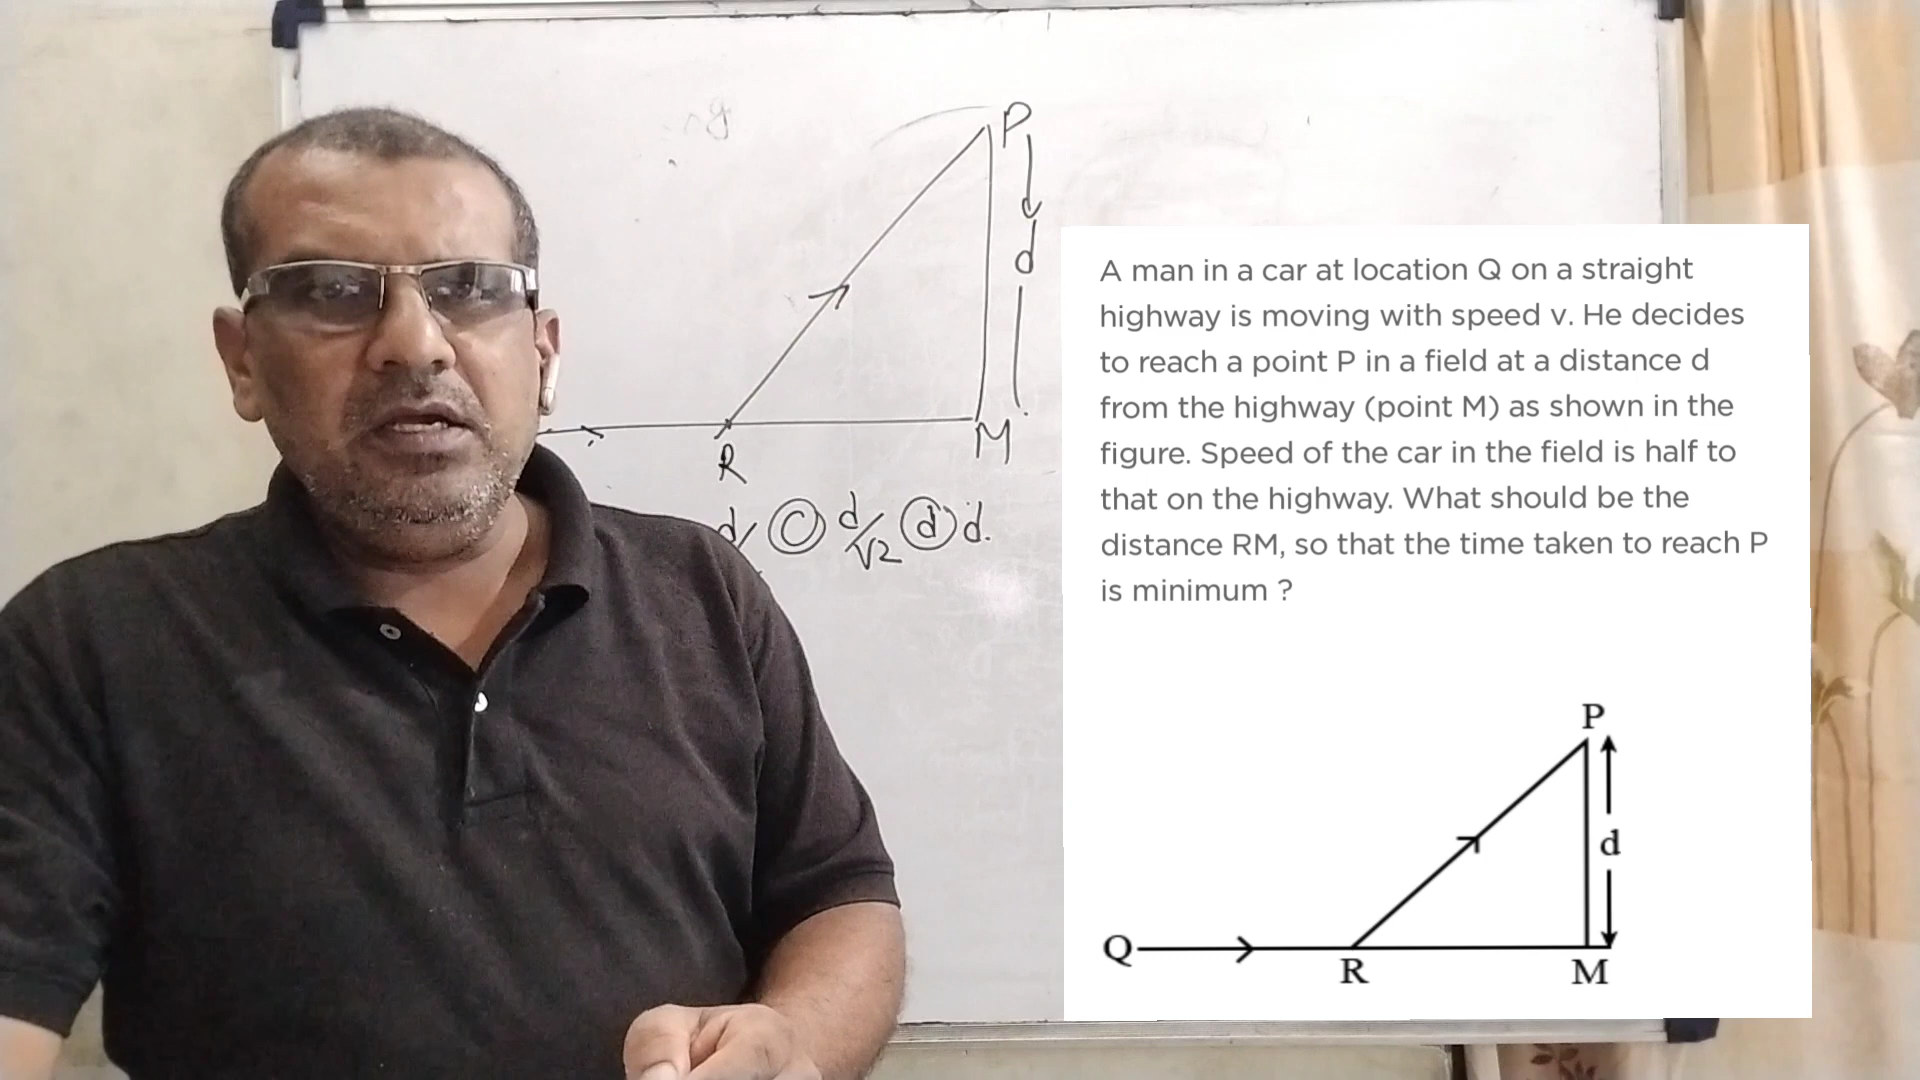 P
d
R
M
d/ Ⓒ d/√2 ⓓ d.
A man in a car at location Q on a straight
highway is moving with speed v. He decides
to reach a point P in a field at a distance d
from the highway (point M) as shown in the
figure. Speed of the car in the field is half to
that on the highway. What should be the
distance RM, so that the time taken to reach P
is minimum ?
P
d
Q
R
M